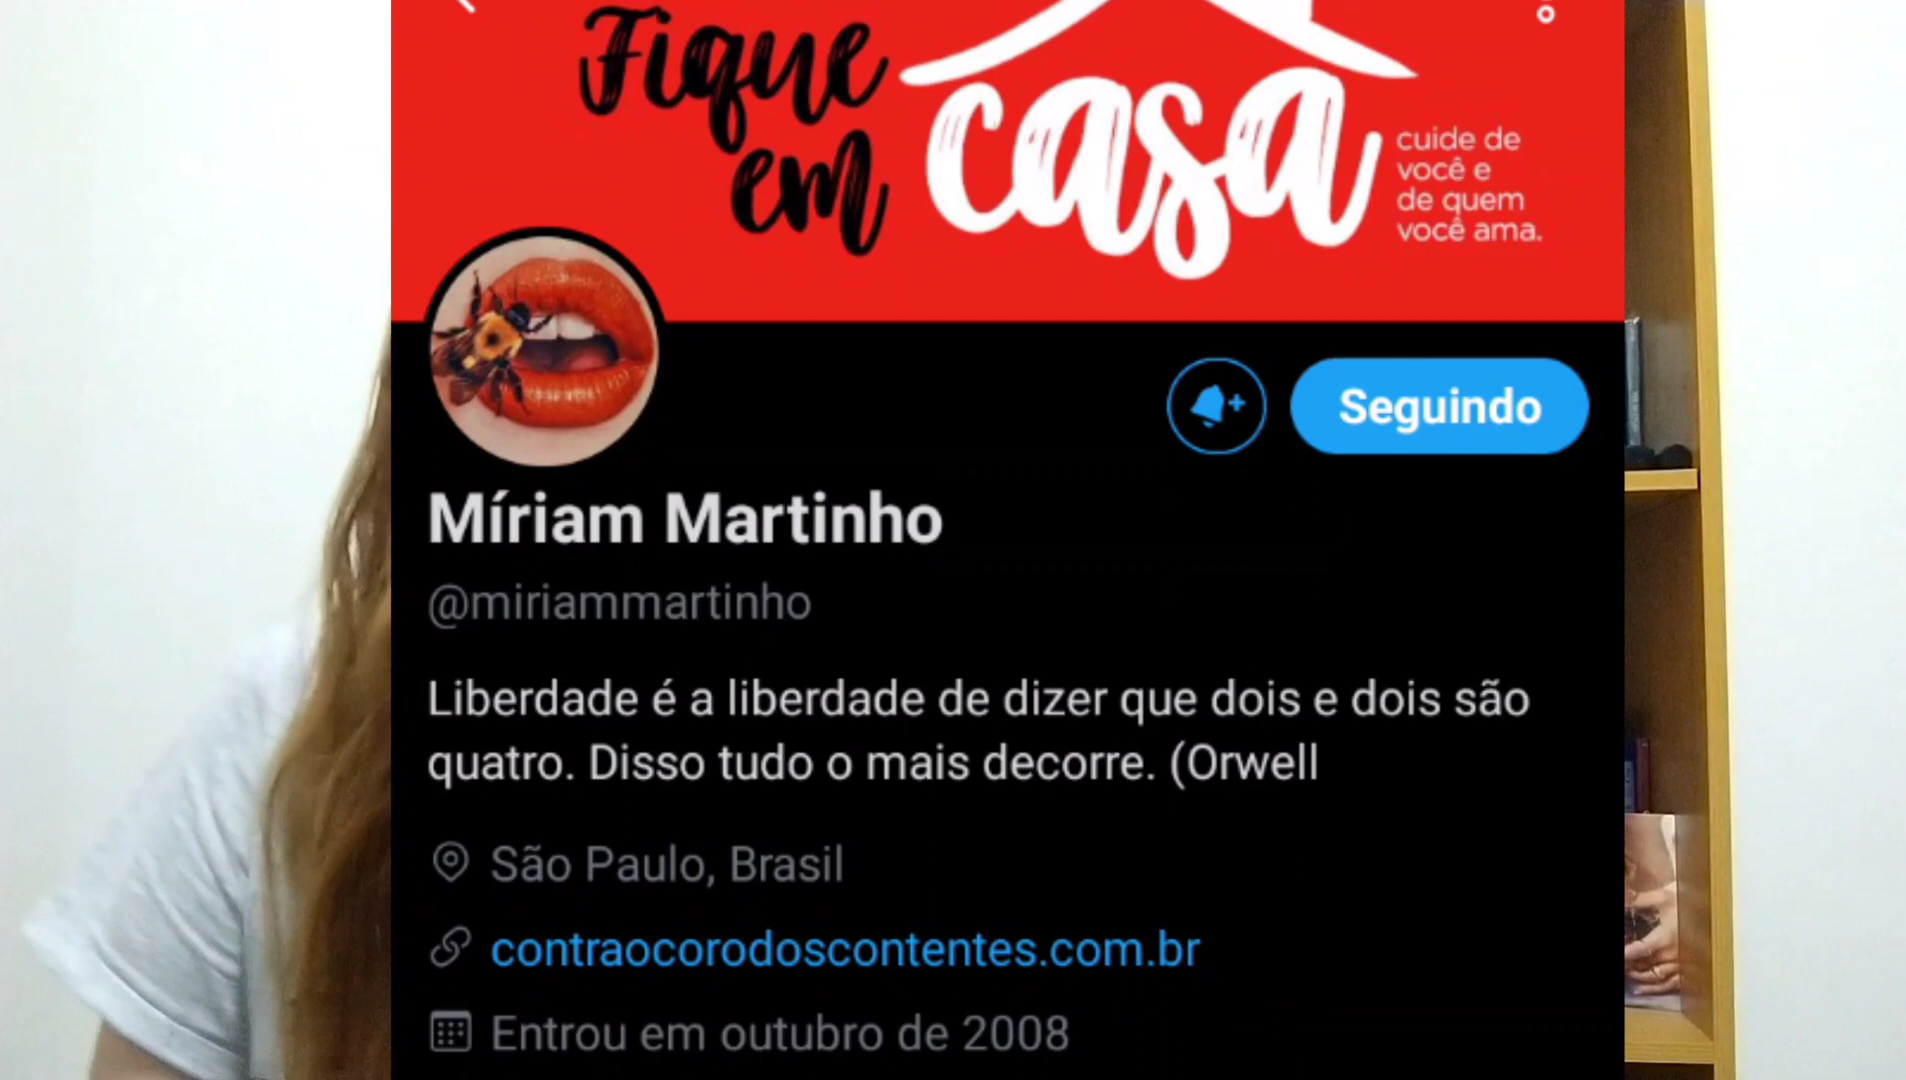 Fique
em casa
cuide de
você e
de quem
você ama.
Seguindo
Míriam Martinho
@miriammartinho
Liberdade é a liberdade de dizer que dois e dois são
quatro. Disso tudo o mais decorre. (Orwell
São Paulo, Brasil
contraocorodoscontentes.com.br
Entrou em outubro de 2008